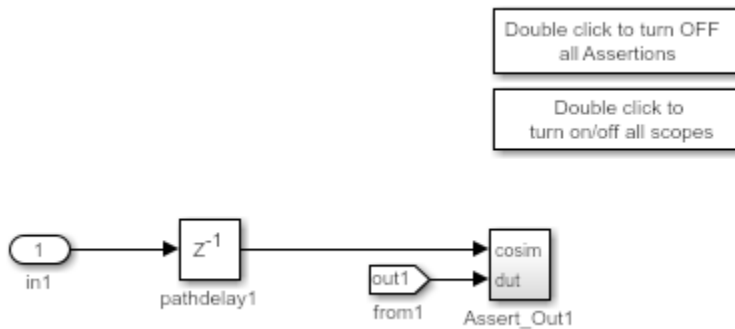 Double click to turn OFF
all Assertions
Double click to
turn on/off all scopes
1
in1
Z-1
pathdelay1
out1
from1
cosim
dut
Assert_Out1